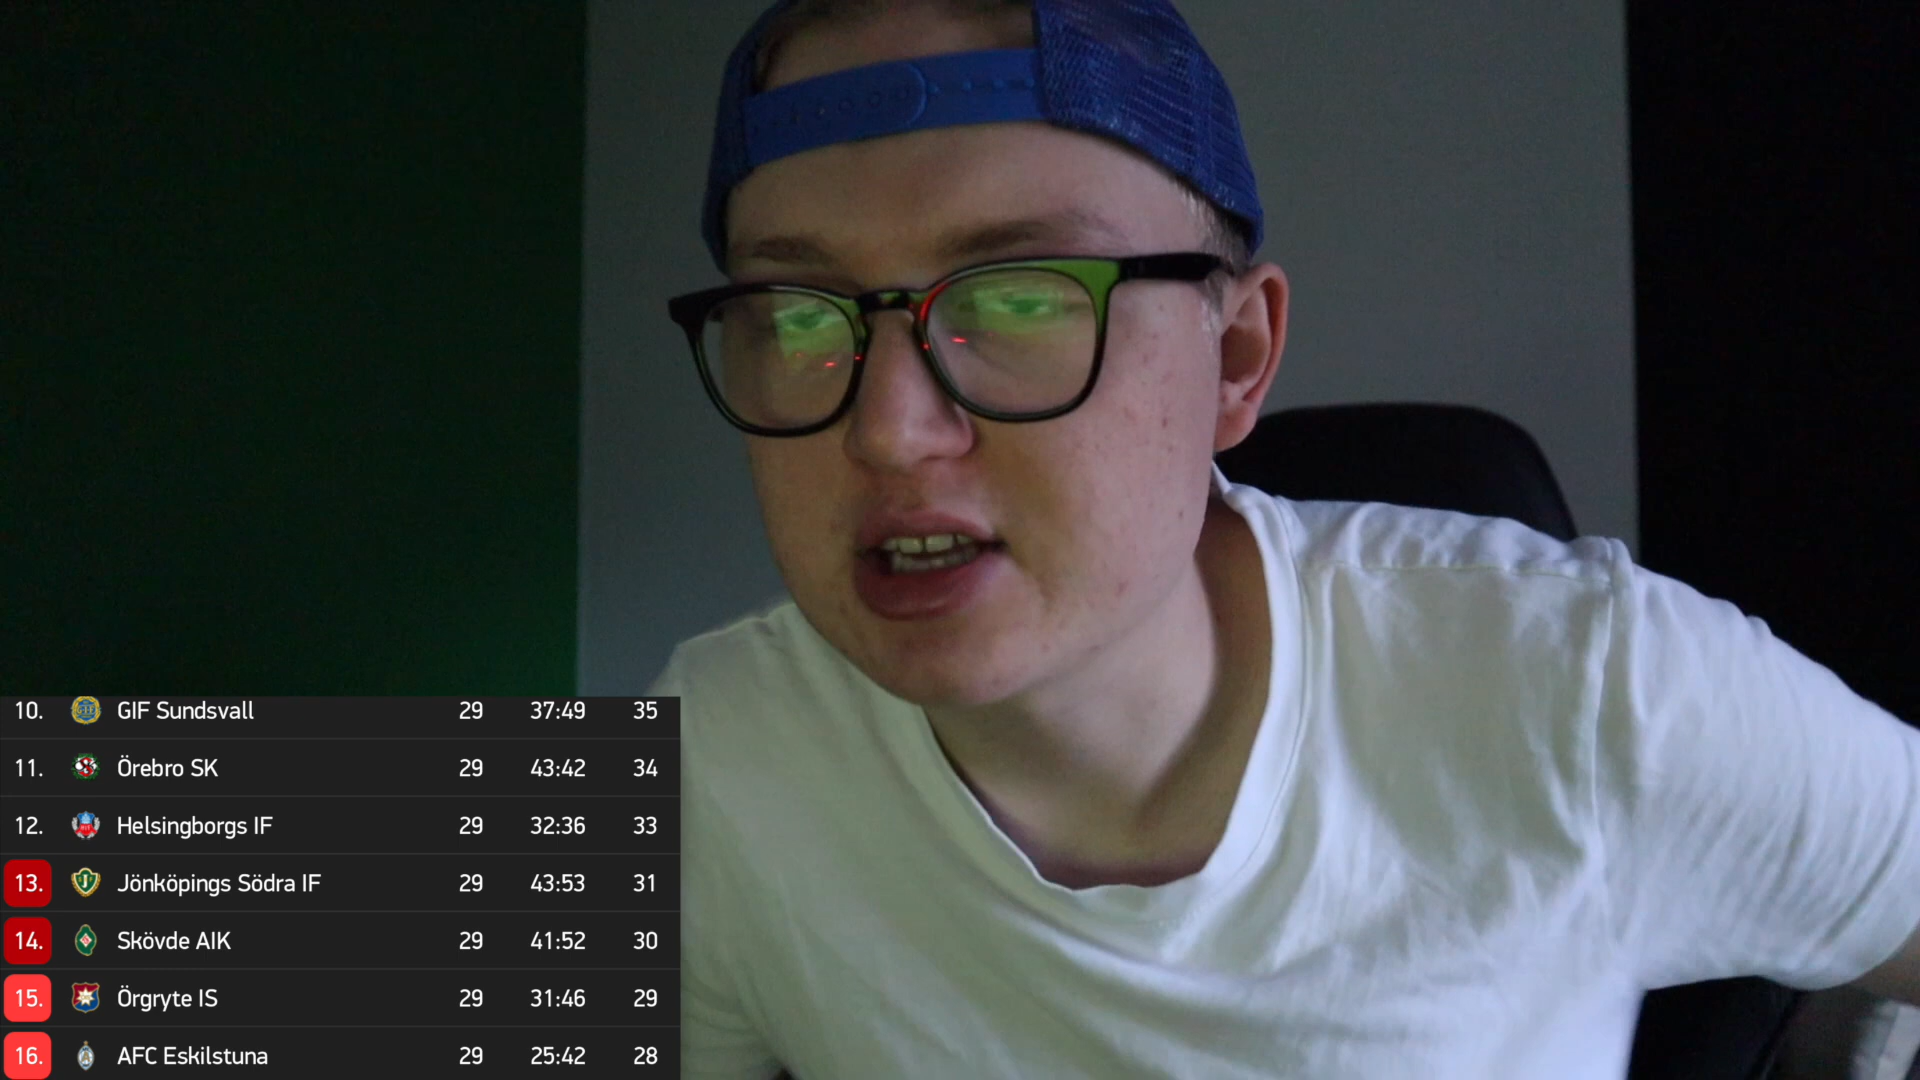 10. GIF Sundsvall 29 37:49 35
11. Örebro SK 29 43:42 34
12. Helsingborgs IF 29 32:36 33
13. Jönköpings Södra IF 29 43:53 31
14. Skövde AIK 29 41:52 30
15. Örgryte IS 29 31:46 29
16. AFC Eskilstuna 29 25:42 28